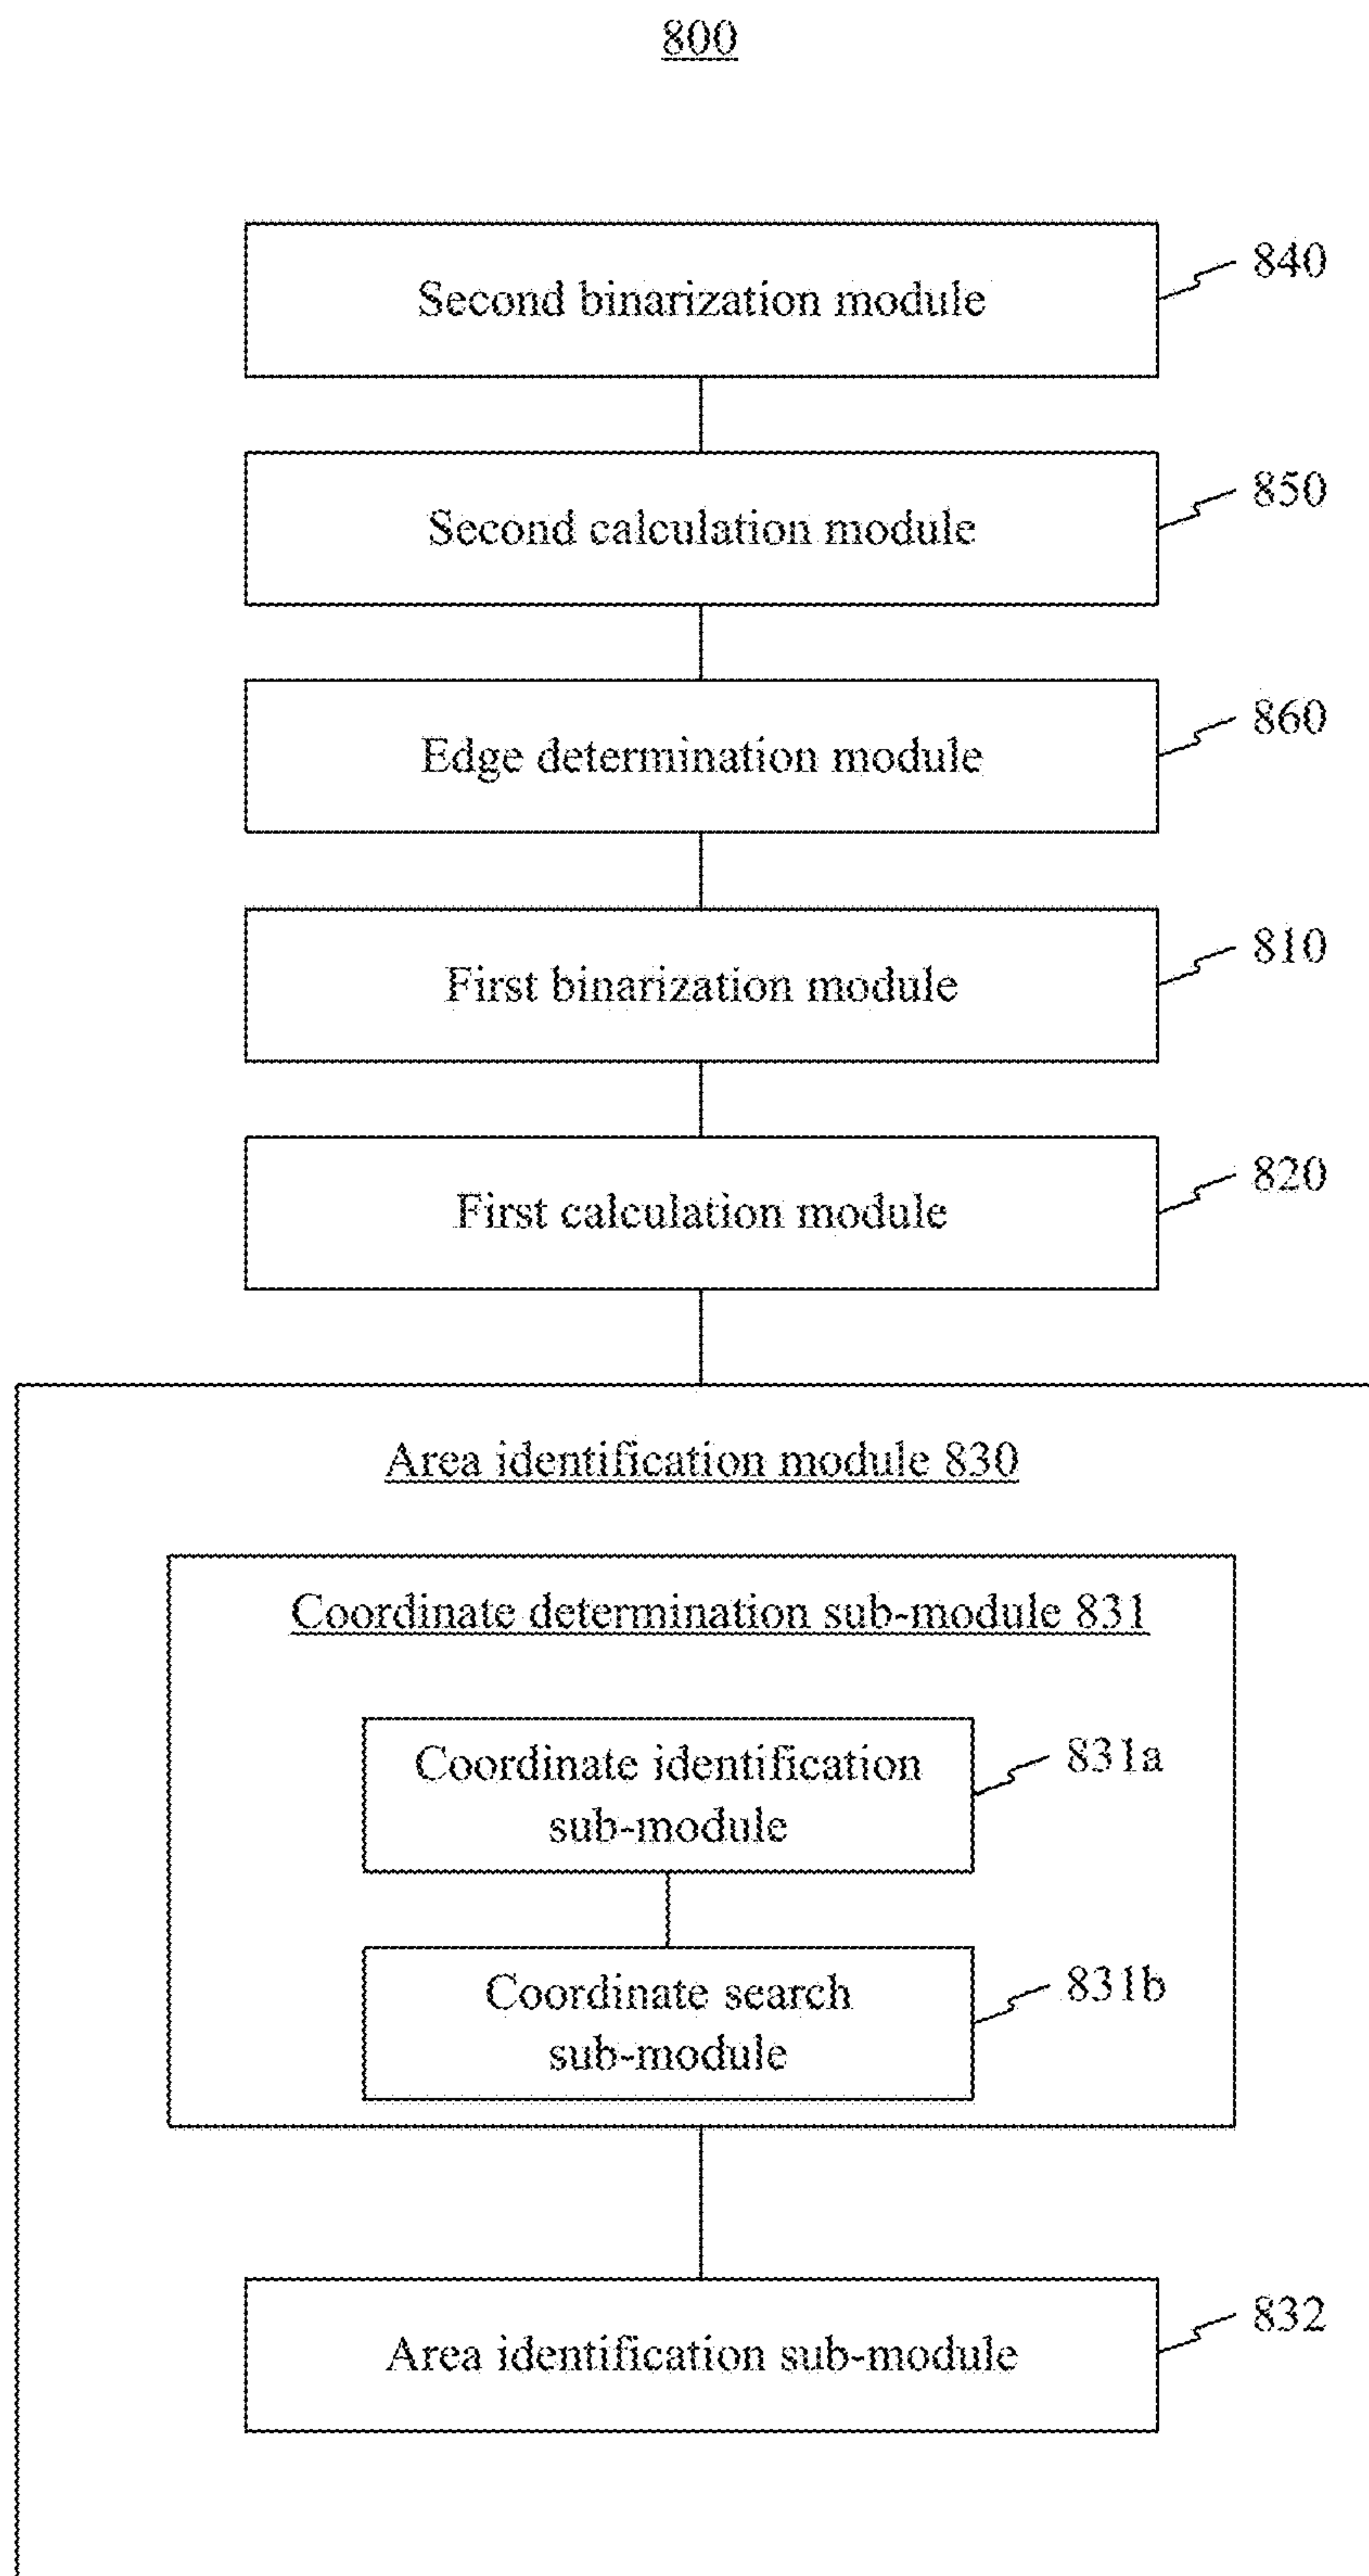 800
Second binarization module
840
Second calculation module
850
Edge determination module
860
First binarization module
810
First calculation module
820
Area identification module 830
Coordinate determination sub-module 831
Coordinate identification
sub-module
831a
Coordinate search
sub-module
831b
Area identification sub-module
832